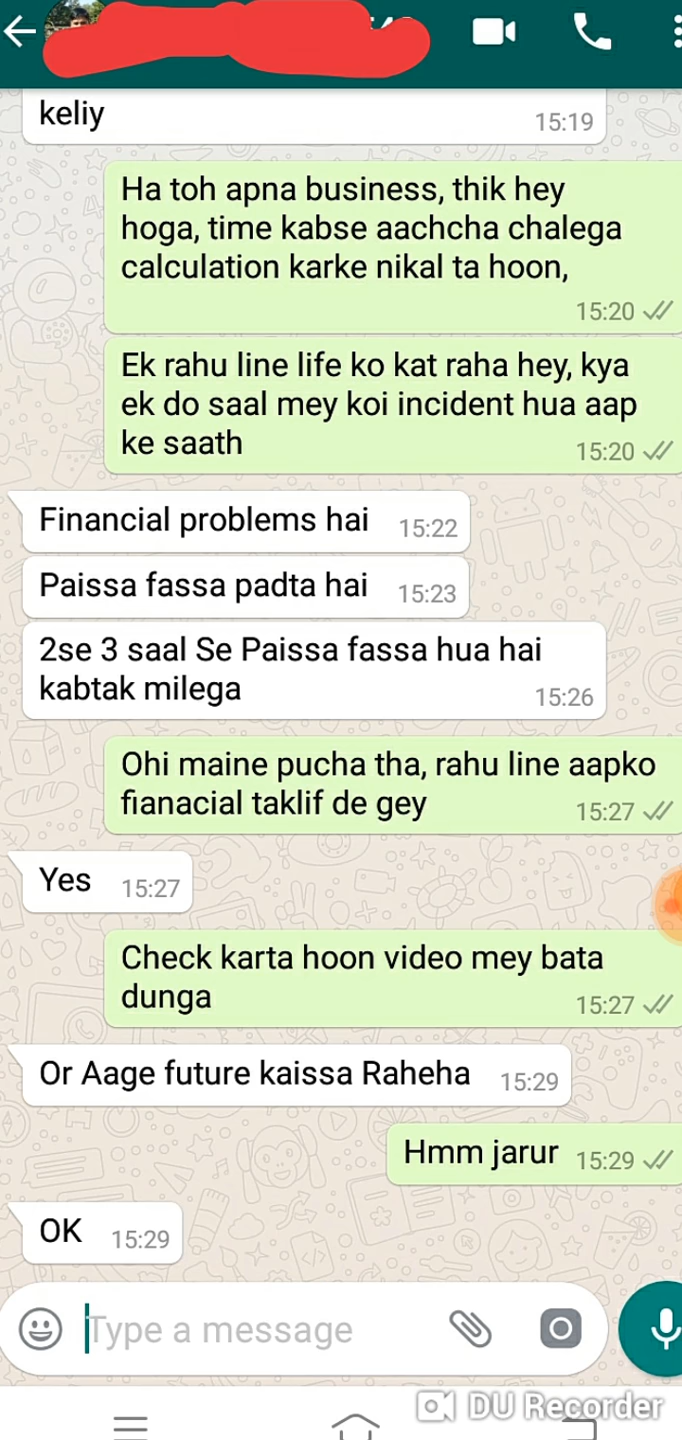 keliy
15:19
Ha toh apna business, thik hey
hoga, time kabse aachcha chalega
calculation karke nikal ta hoon,
15:20
Ek rahu line life ko kat raha hey, kya
ek do saal mey koi incident hua aap
ke saath
15:20
Financial problems hai
15:22
Paissa fassa padta hai
15:23
2se 3 saal Se Paissa fassa hua hai
kabtak milega
15:26
Ohi maine pucha tha, rahu line aapko
fianacial taklif de gey
15:27
Yes
15:27
Check karta hoon video mey bata
dunga
15:27
Or Aage future kaissa Raheha
15:29
Hmm jarur
15:29
OK
15:29
Type a message
DU Recorder